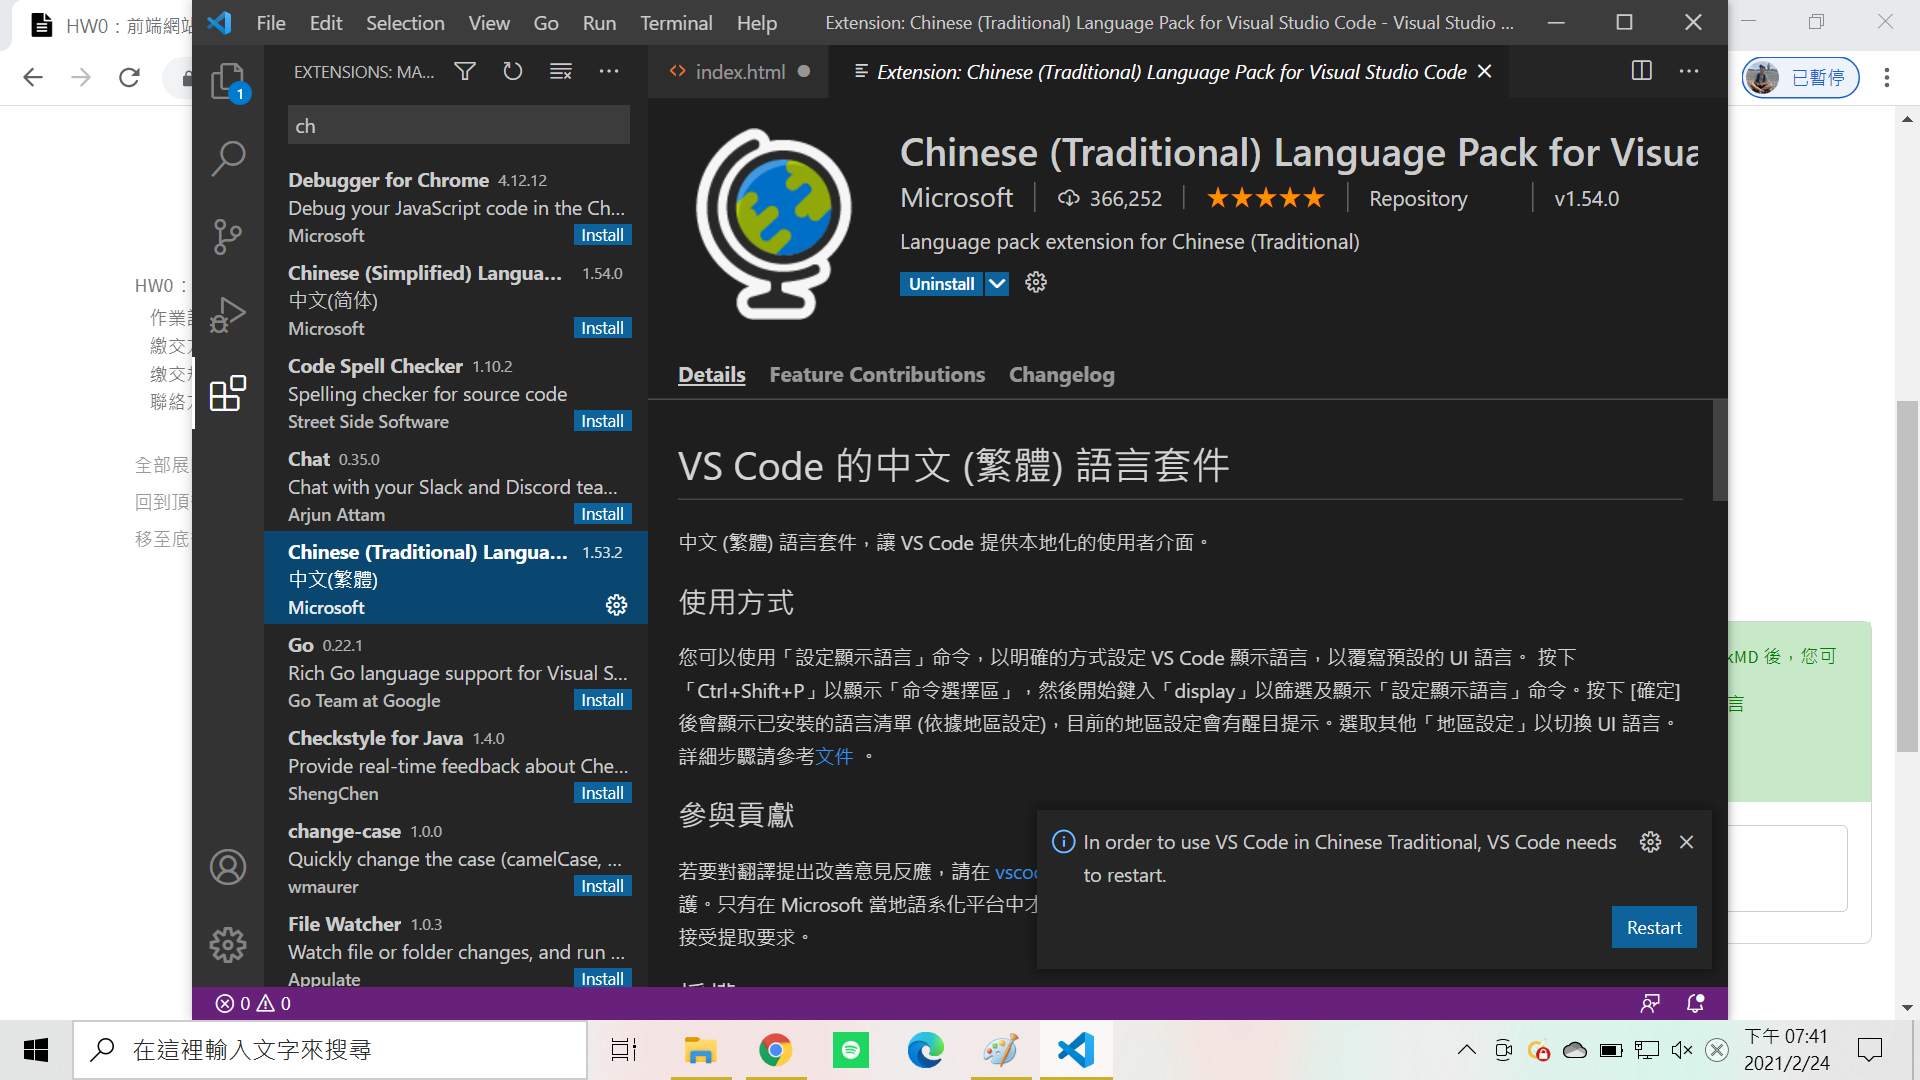 HW0：前端網站
已暫停
HW0：
作業
繳交
缴交
聯絡
全部展
回到頂
移至底
File Edit Selection View Go Run Terminal Help
Extension: Chinese (Traditional) Language Pack for Visual Studio Code - Visual Studio ...
EXTENSIONS: MA...
1
ch
Debugger for Chrome 4.12.12
Debug your JavaScript code in the Ch...
Microsoft Install
Chinese (Simplified) Langua... 1.54.0
中文(简体)
Microsoft Install
Code Spell Checker 1.10.2
Spelling checker for source code
Street Side Software Install
Chat 0.35.0
Chat with your Slack and Discord tea...
Arjun Attam Install
Chinese (Traditional) Langua... 1.53.2
中文(繁體)
Microsoft
Go 0.22.1
Rich Go language support for Visual S...
Go Team at Google Install
Checkstyle for Java 1.4.0
Provide real-time feedback about Che...
ShengChen Install
change-case 1.0.0
Quickly change the case (camelCase, ...
wmaurer Install
File Watcher 1.0.3
Watch file or folder changes, and run ...
Appulate Install
index.html
Extension: Chinese (Traditional) Language Pack for Visual Studio Code
Chinese (Traditional) Language Pack for Visua
Microsoft 366,252 ★★★★★ Repository v1.54.0
Language pack extension for Chinese (Traditional)
Uninstall
Details Feature Contributions Changelog
VS Code 的中文 (繁體) 語言套件
中文 (繁體) 語言套件，讓 VS Code 提供本地化的使用者介面。
使用方式
您可以使用「設定顯示語言」命令，以明確的方式設定 VS Code 顯示語言，以覆寫預設的 UI 語言。 按下
「Ctrl+Shift+P」以顯示「命令選擇區」，然後開始鍵入「display」以篩選及顯示「設定顯示語言」命令。按下 [確定]
後會顯示已安裝的語言清單 (依據地區設定)，目前的地區設定會有醒目提示。選取其他「地區設定」以切換 UI 語言。
詳細步驟請參考文件 。
參與貢獻
若要對翻譯提出改善意見反應，請在 vscod
護。只有在 Microsoft 當地語系化平台中才
接受提取要求。
In order to use VS Code in Chinese Traditional, VS Code needs
to restart.
Restart
0 0
MD 後，您可
言
在這裡輸入文字來搜尋
下午 07:41
2021/2/24